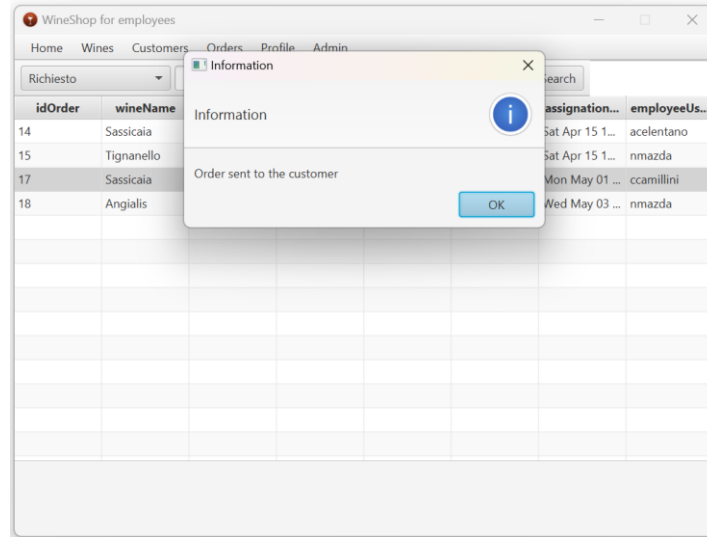 WineShop for employees
Home Wines Customers Orders Profile Admin
Information
Richiesto Search
idOrder wineName assignation... employeeUs...
Information
14 Sassicaia Sat Apr 15 1... acelentano
15 Tignanello Sat Apr 15 1... nmazda
Order sent to the customer
17 Sassicaia Mon May 01 ... ccamillini
18 Angialis Wed May 03 ... nmazda
OK